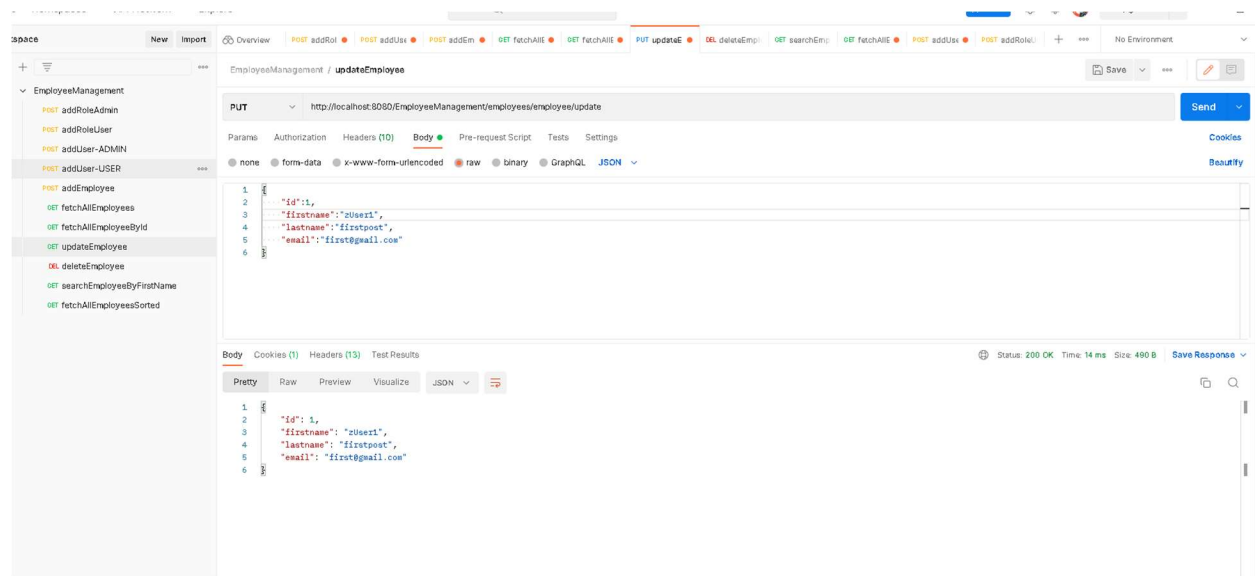 space New Import Overview POST addRol POST addUse POST addEm GET fetchAllE GET fetchAllE PUT updateE DEL deleteEmpl GET searchEmp GET fetchAllE POST addUse POST addRoleU No Environment
EmployeeManagement / updateEmployee Save
EmployeeManagement
POST addRoleAdmin
POST addRoleUser
POST addUser-ADMIN
POST addUser-USER
POST addEmployee
GET fetchAllEmployees
GET fetchAllEmployeeById
GET updateEmployee
DEL deleteEmployee
GET searchEmployeeByFirstName
GET fetchAllEmployeesSorted
PUT http://localhost:8080/EmployeeManagement/employees/employee/update Send
Params Authorization Headers (10) Body Pre-request Script Tests Settings Cookies
none form-data x-www-form-urlencoded raw binary GraphQL JSON Beautify
1 {
2 "id":1,
3 "firstname":"zUser1",
4 "lastname":"firstpost",
5 "email":"first@gmail.com"
6 }
Body Cookies (1) Headers (13) Test Results Status: 200 OK Time: 14 ms Size: 490 B Save Response
Pretty Raw Preview Visualize JSON
1 {
2 "id": 1,
3 "firstname": "zUser1",
4 "lastname": "firstpost",
5 "email": "first@gmail.com"
6 }